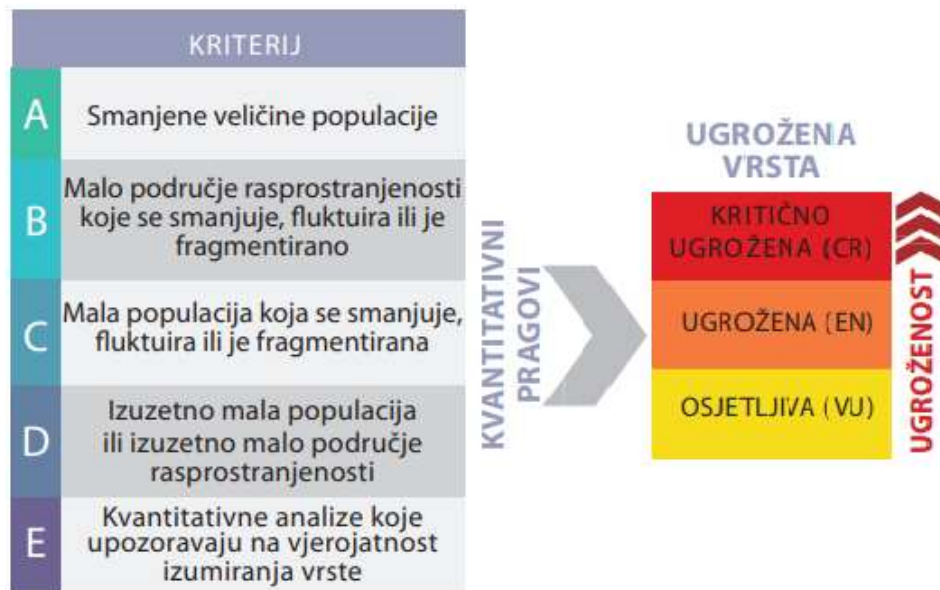 KRITERIJ
A
Smanjene veličine populacije
B
Malo područje rasprostranjenosti
koje se smanjuje, fluktuira ili je
fragmentirano
C
Mala populacija koja se smanjuje,
fluktuira ili je fragmentirana
D
Izuzetno mala populacija
ili izuzetno malo područje
rasprostranjenosti
E
Kvantitativne analize koje
upozoravaju na vjerojatnost
izumiranja vrste
KVANTITATIVNI
PRAGOVI
UGROŽENA
VRSTA
KRITIČNO
UGROŽENA (CR)
UGROŽENA (EN)
OSJETLJIVA (VU)
UGROŽENOST